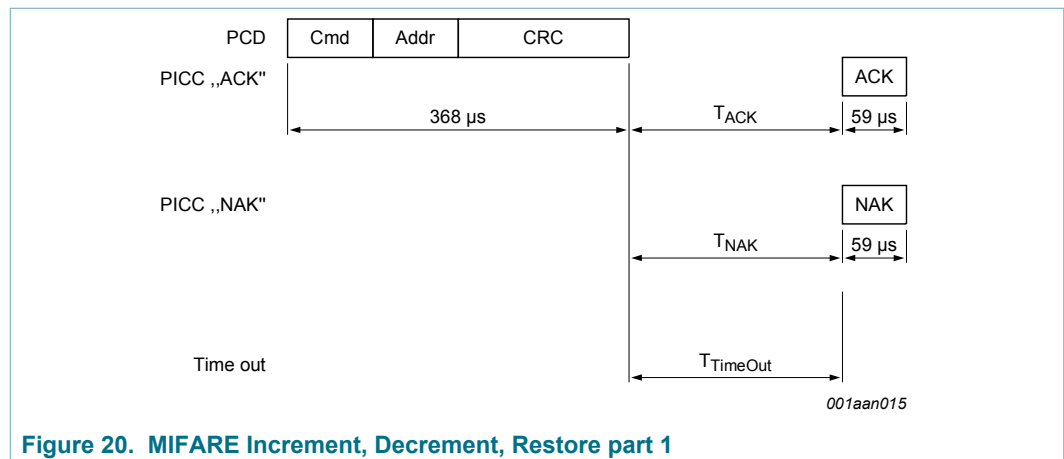 PCD Cmd Addr CRC
PICC ,,ACK" ACK
368 μs TACK 59 μs
PICC ,,NAK" NAK
TNAK 59 μs
Time out TTimeOut
001aan015
Figure 20. MIFARE Increment, Decrement, Restore part 1